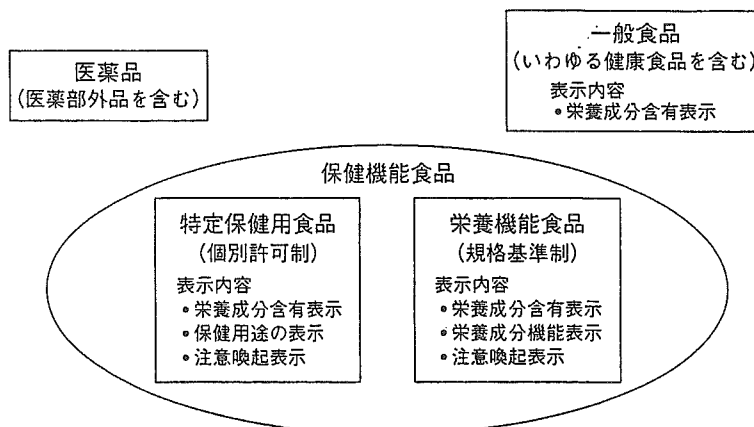 医薬品
(医薬部外品を含む)
一般食品
(いわゆる健康食品を含む)
表示内容
•栄養成分含有表示
保健機能食品
特定保健用食品
(個別許可制)
表示内容
•栄養成分含有表示
•保健用途の表示
•注意喚起表示
栄養機能食品
(規格基準制)
表示内容
•栄養成分含有表示
•栄養成分機能表示
•注意喚起表示